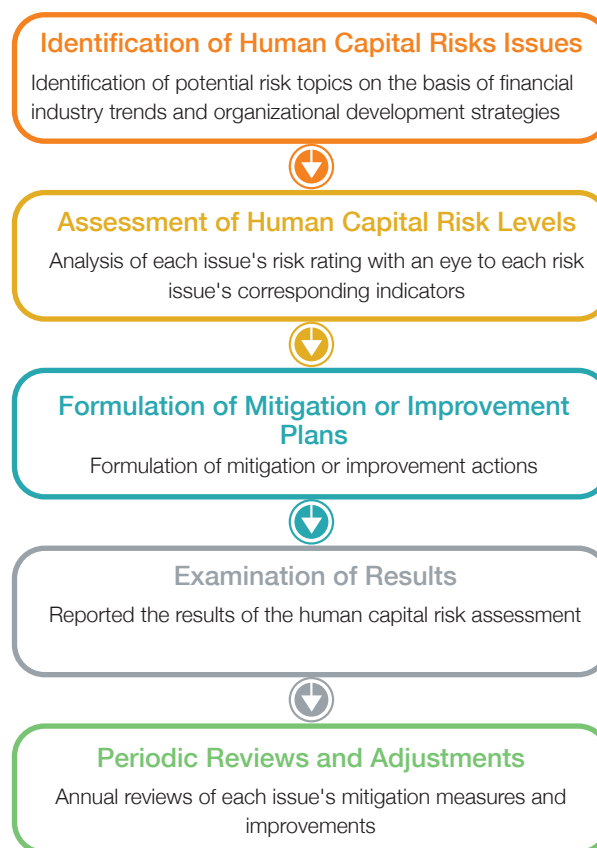 Identification of Human Capital Risks Issues
Identification of potential risk topics on the basis of financial
industry trends and organizational development strategies
Assessment of Human Capital Risk Levels
Analysis of each issue's risk rating with an eye to each risk
issue's corresponding indicators
Formulation of Mitigation or Improvement
Plans
Formulation of mitigation or improvement actions
Examination of Results
Reported the results of the human capital risk assessment
Periodic Reviews and Adjustments
Annual reviews of each issue's mitigation measures and
improvements